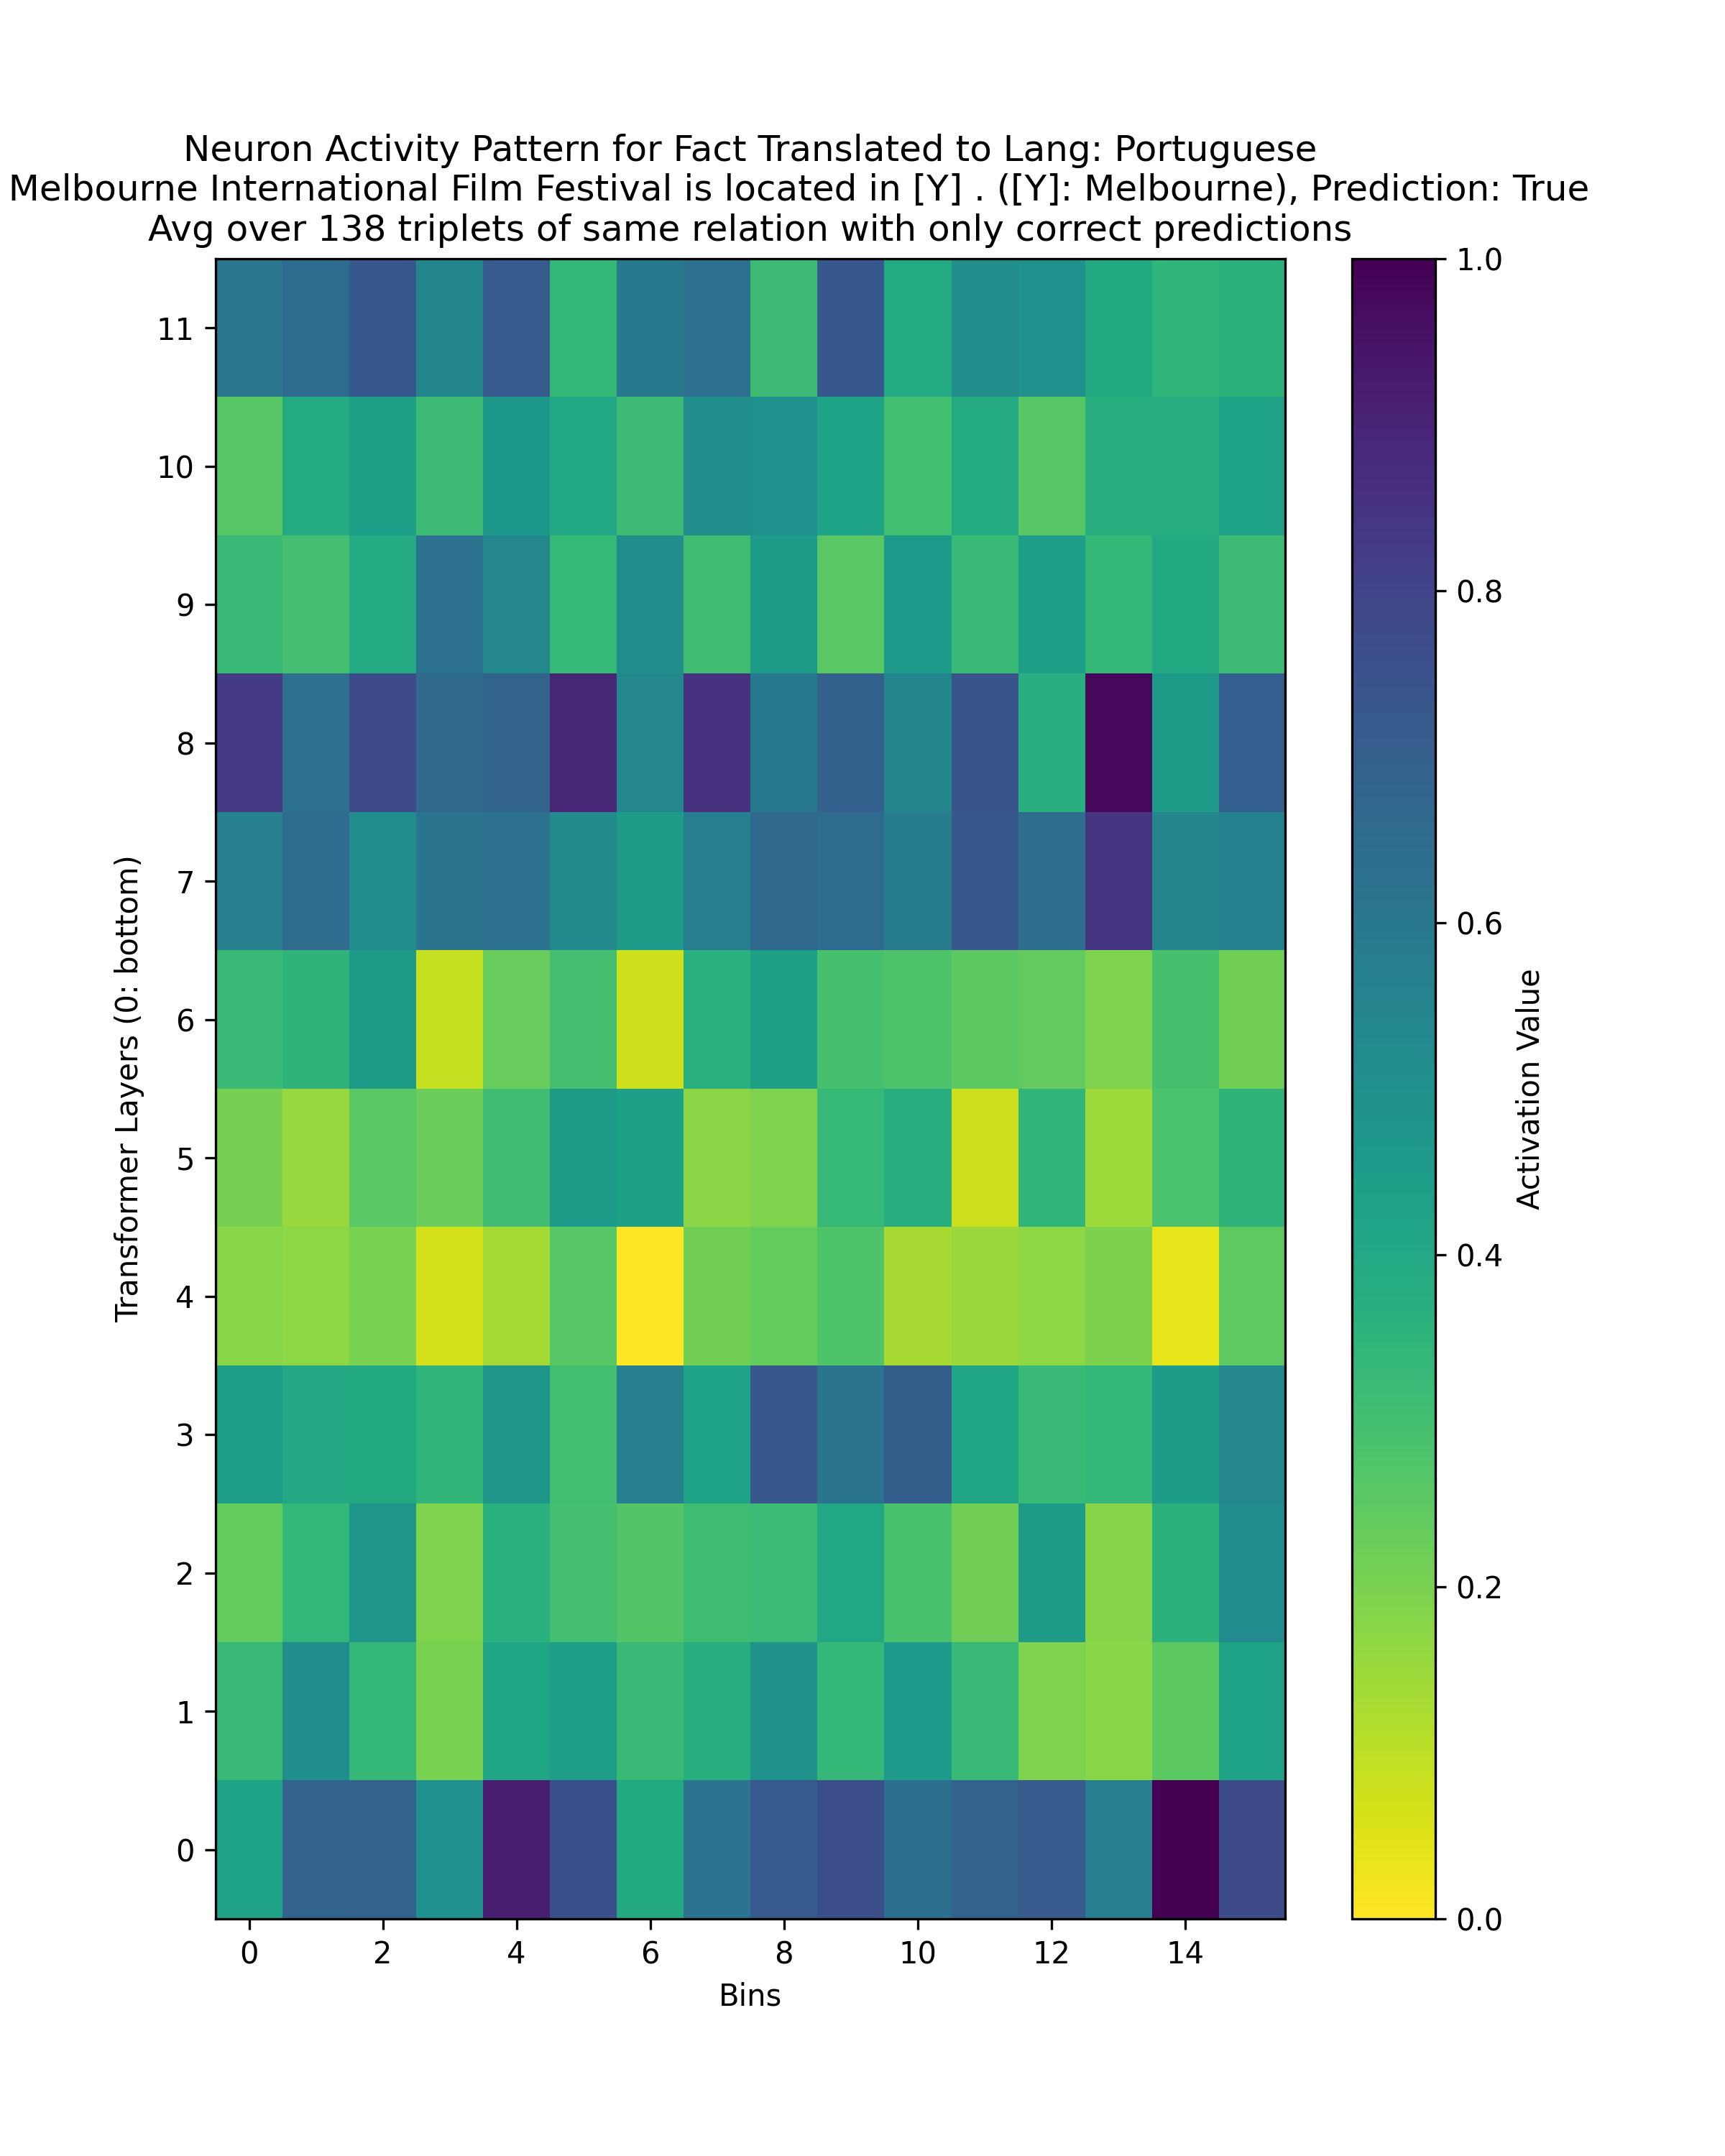 Neuron Activity Pattern for Fact Translated to Lang: Portuguese
Melbourne International Film Festival is located in [Y] . ([Y]: Melbourne), Prediction: True
Avg over 138 triplets of same relation with only correct predictions
11
10
9
8
7
6
5
4
3
2
1
0
Transformer Layers (0: bottom)
0 2 4 6 8 10 12 14
Bins
1.0
0.8
0.6
0.4
0.2
0.0
Activation Value